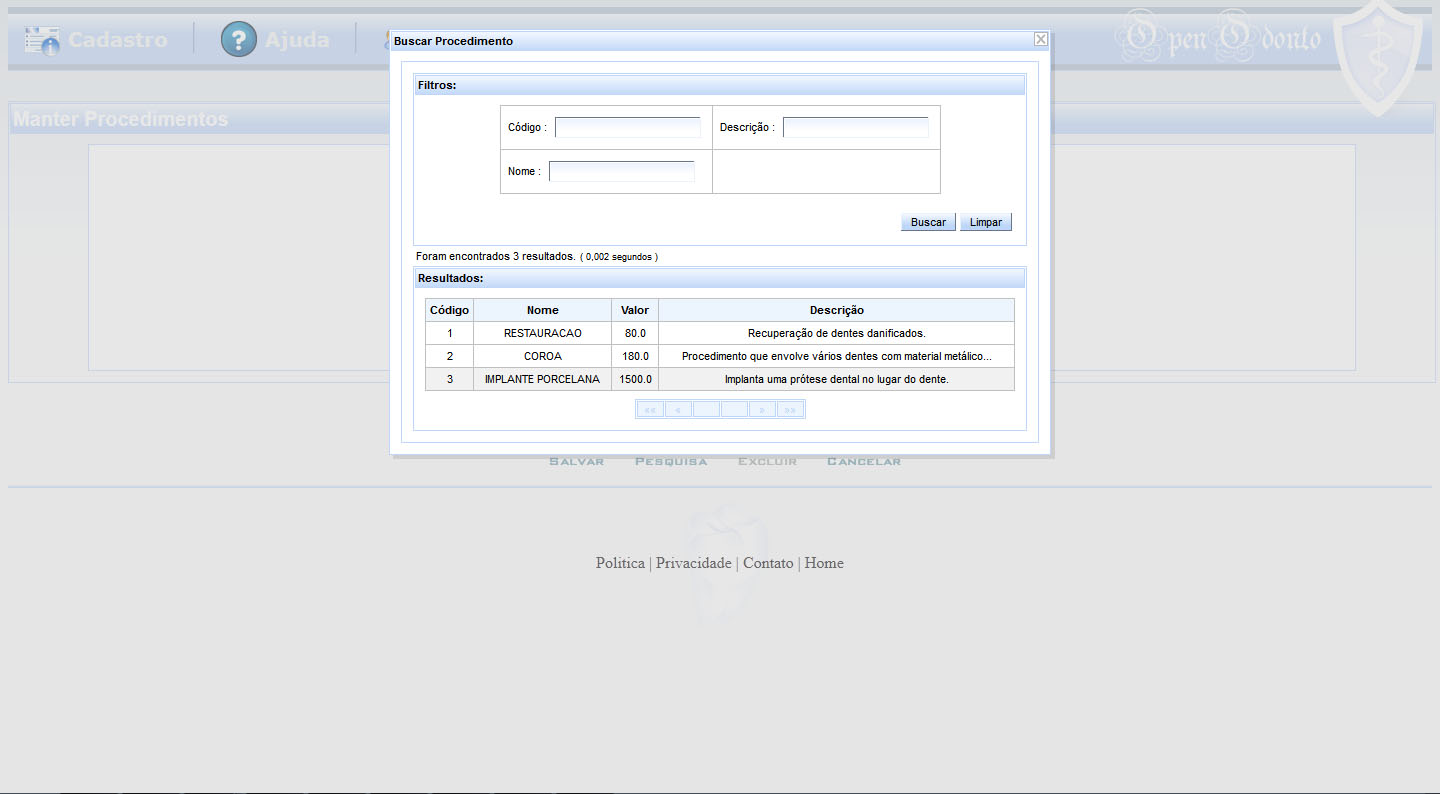 Cadastro
Ajuda
Open Odonto
Manter Procedimentos
Buscar Procedimento
Filtros:
Código : Descrição :
Nome :
Buscar Limpar
Foram encontrados 3 resultados. ( 0,002 segundos )
Resultados:
Código Nome Valor Descrição
1 RESTAURACAO 80.0 Recuperação de dentes danificados.
2 COROA 180.0 Procedimento que envolve vários dentes com material metálico...
3 IMPLANTE PORCELANA 1500.0 Implanta uma prótese dental no lugar do dente.
«« « » »»
Salvar Pesquisa Excluir Cancelar
Politica | Privacidade | Contato | Home